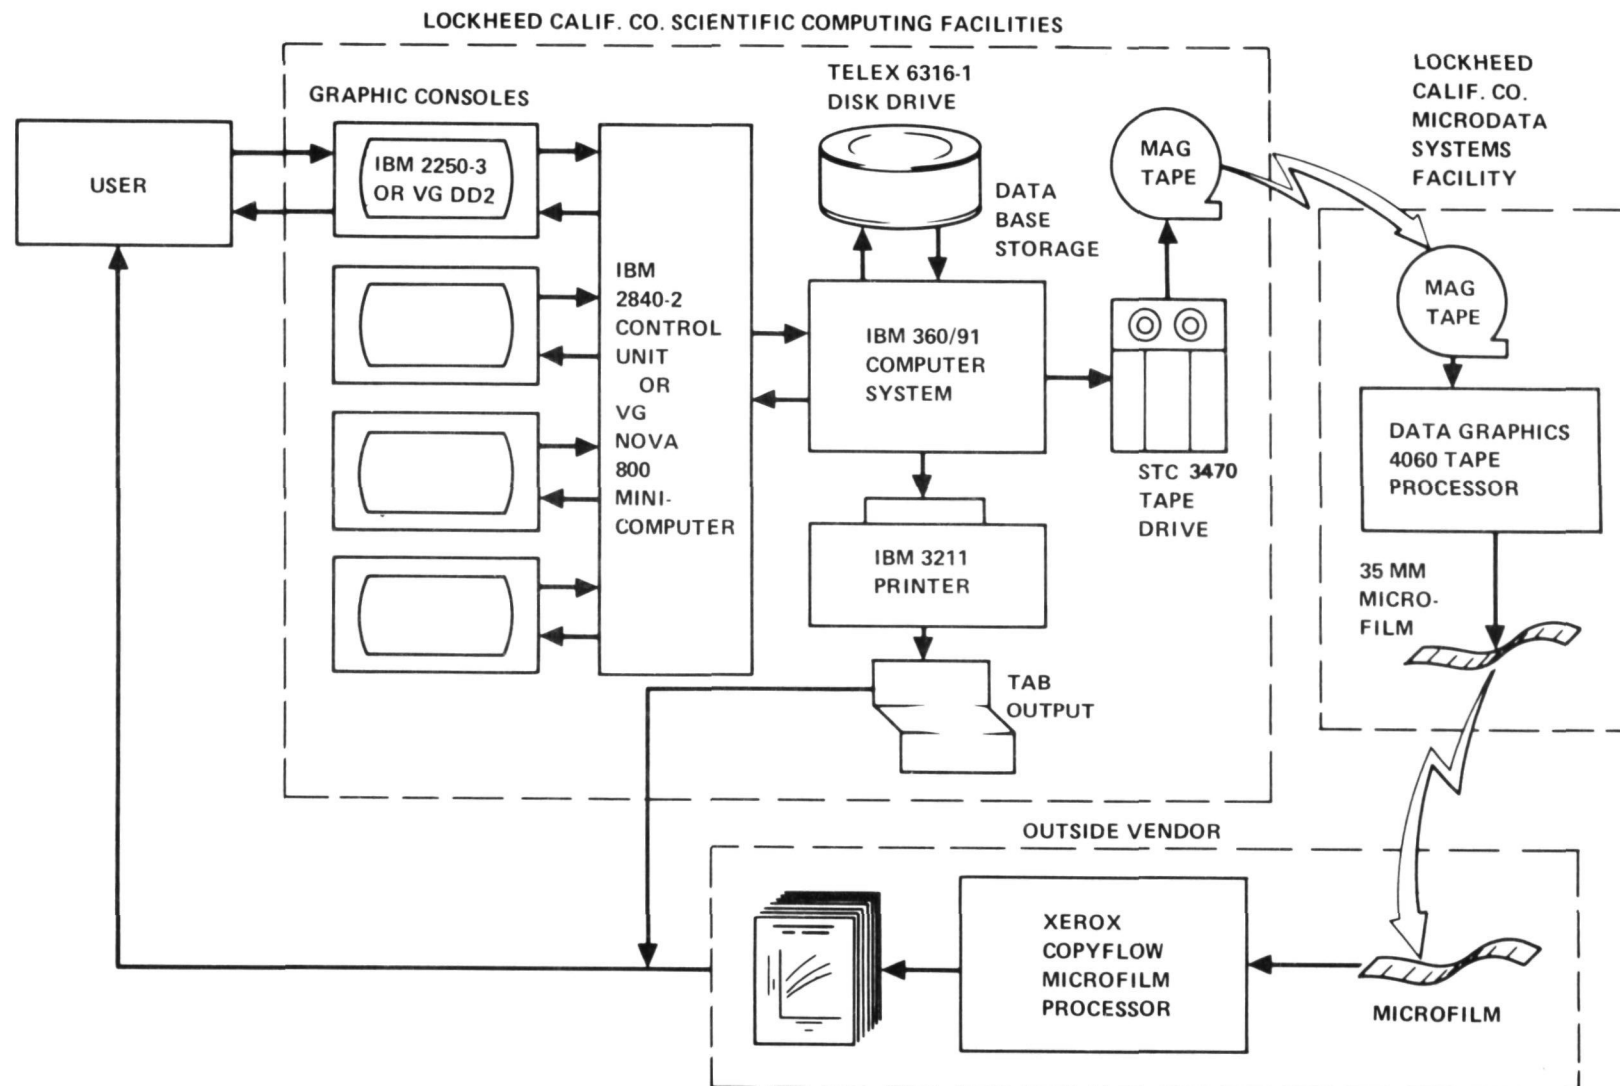 LOCKHEED CALIF. CO. SCIENTIFIC COMPUTING FACILITIES
GRAPHIC CONSOLES
USER
IBM 2250-3
OR VG DD2
IBM
2840-2
CONTROL
UNIT
OR
VG
NOVA
800
MINI-
COMPUTER
TELEX 6316-1
DISK DRIVE
DATA
BASE
STORAGE
IBM 360/91
COMPUTER
SYSTEM
IBM 3211
PRINTER
TAB
OUTPUT
MAG
TAPE
STC 3470
TAPE
DRIVE
LOCKHEED
CALIF. CO.
MICRODATA
SYSTEMS
FACILITY
MAG
TAPE
DATA GRAPHICS
4060 TAPE
PROCESSOR
35 MM
MICRO-
FILM
OUTSIDE VENDOR
XEROX
COPYFLOW
MICROFILM
PROCESSOR
MICROFILM